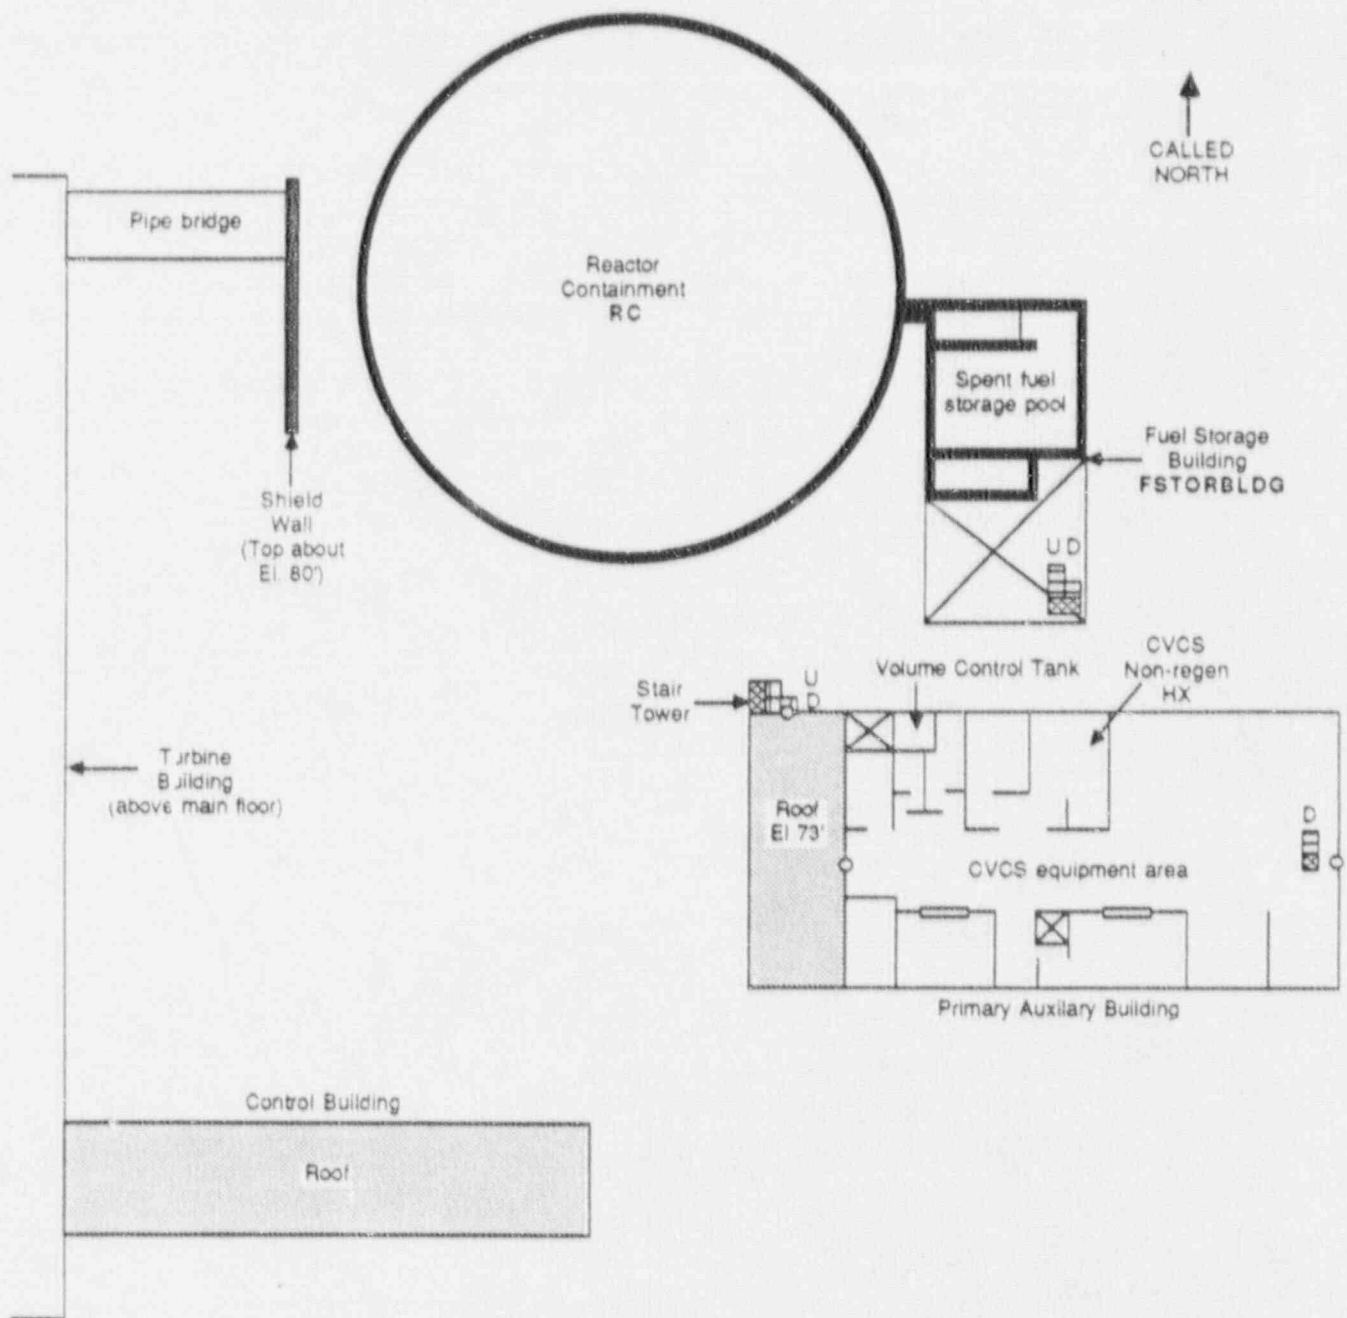 CALLED
NORTH
Pipe bridge
Reactor
Containment
RC
Spent fuel
storage pool
Fuel Storage
Building
FSTORBLDG
Shield
Wall
(Top about
El. 80')
U D
Volume Control Tank
CVCS
Non-regen
HX
Stair
Tower
U
D
Turbine
Building
(above main floor)
Roof
El 73'
D
CVCS equipment area
Primary Auxilary Building
Control Building
Roof